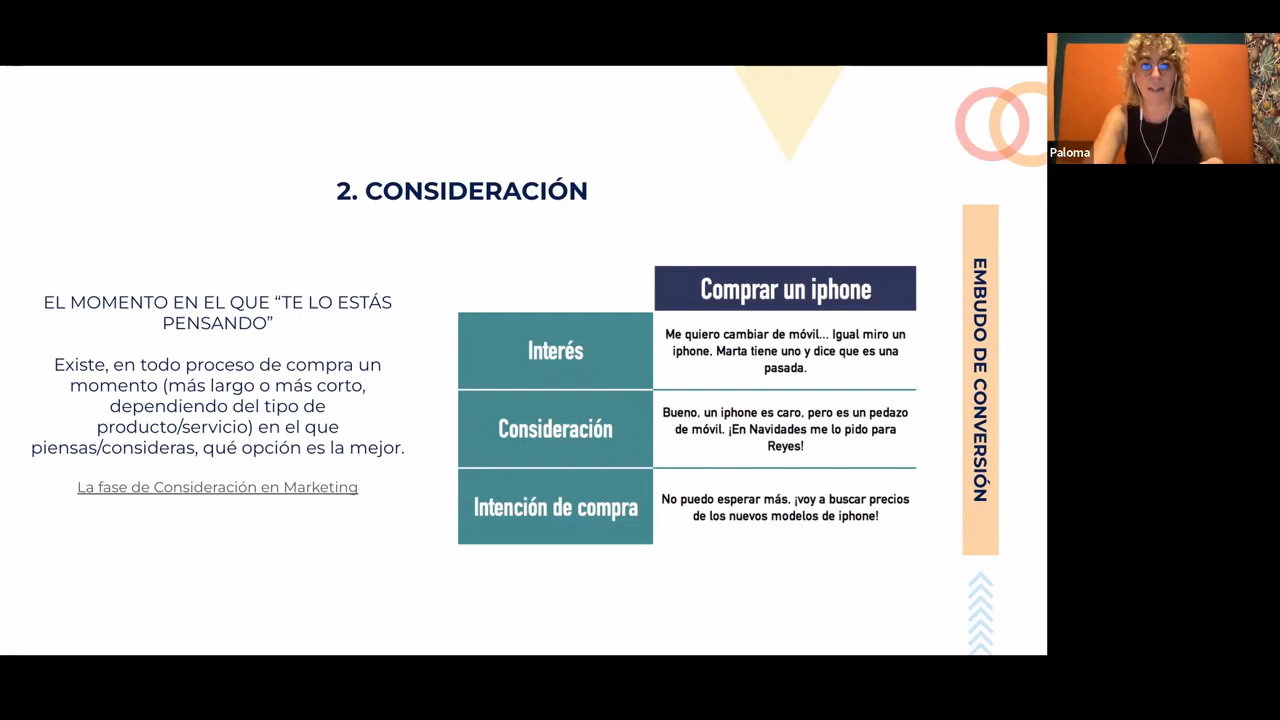 Paloma
2. CONSIDERACIÓN
EL MOMENTO EN EL QUE “TE LO ESTÁS
PENSANDO”
Existe, en todo proceso de compra un
momento (más largo o más corto,
dependiendo del tipo de
producto/servicio) en el que
piensas/consideras, qué opción es la mejor.
La fase de Consideración en Marketing
Comprar un iphone
Interés
Me quiero cambiar de móvil... Igual miro un
iphone, Marta tiene uno y dice que es una
pasada.
Consideración
Bueno, un iphone es caro, pero es un pedazo
de móvil. ¡En Navidades me lo pido para
Reyes!
Intención de compra
No puedo esperar más, ¡voy a buscar precios
de los nuevos modelos de iphone!
EMBUDO DE CONVERSIÓN